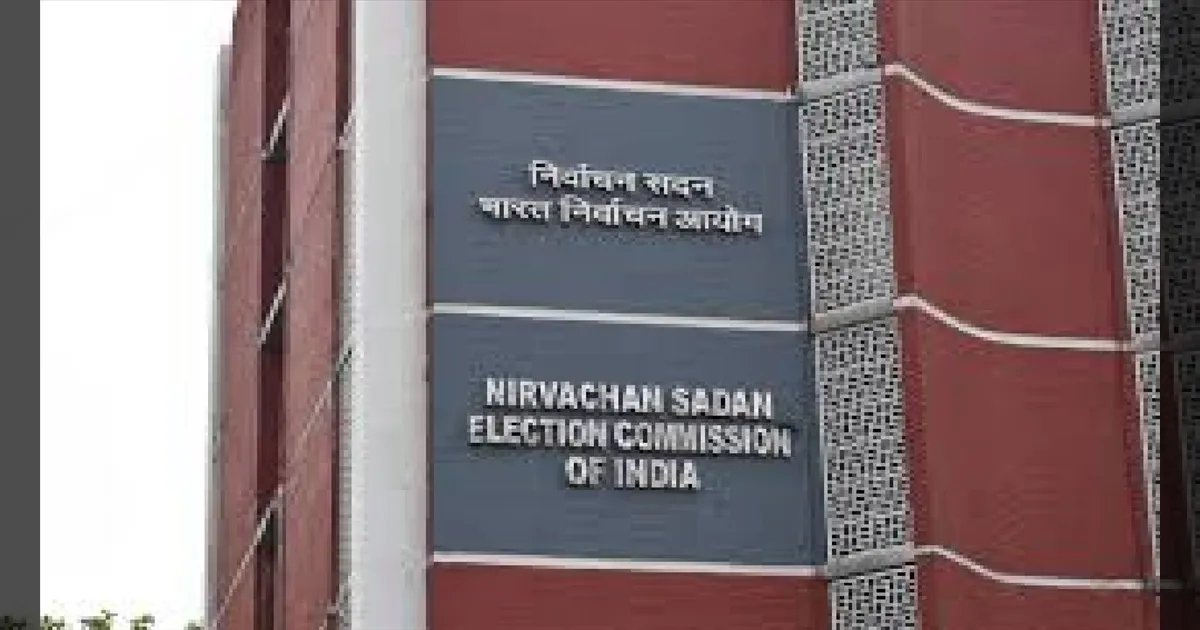 निर्वाचन सदन
भारत निर्वाचन आयोग
NIRVACHAN SADAN
ELECTION COMMISSION
OF INDIA